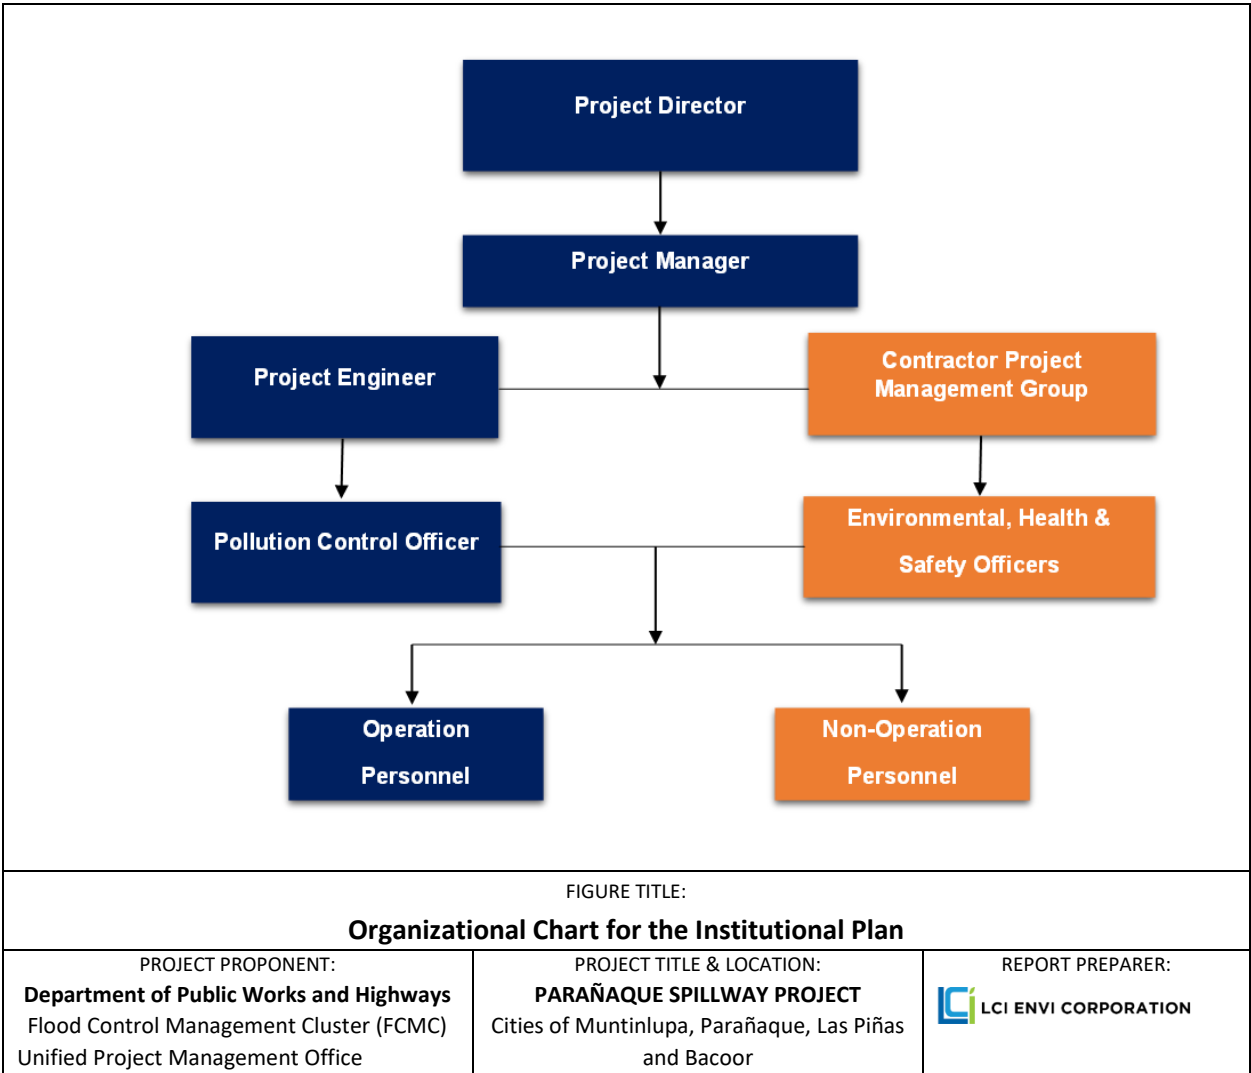 Project Director
Project Manager
Project Engineer
Contractor Project
Management Group
Pollution Control Officer
Environmental, Health &
Safety Officers
Operation
Personnel
Non-Operation
Personnel
FIGURE TITLE:
Organizational Chart for the Institutional Plan
PROJECT PROPONENT:
Department of Public Works and Highways
Flood Control Management Cluster (FCMC)
Unified Project Management Office
PROJECT TITLE & LOCATION:
PARAÑAQUE SPILLWAY PROJECT
Cities of Muntinlupa, Parañaque, Las Piñas
and Bacoor
REPORT PREPARER:
LCI ENVI CORPORATION